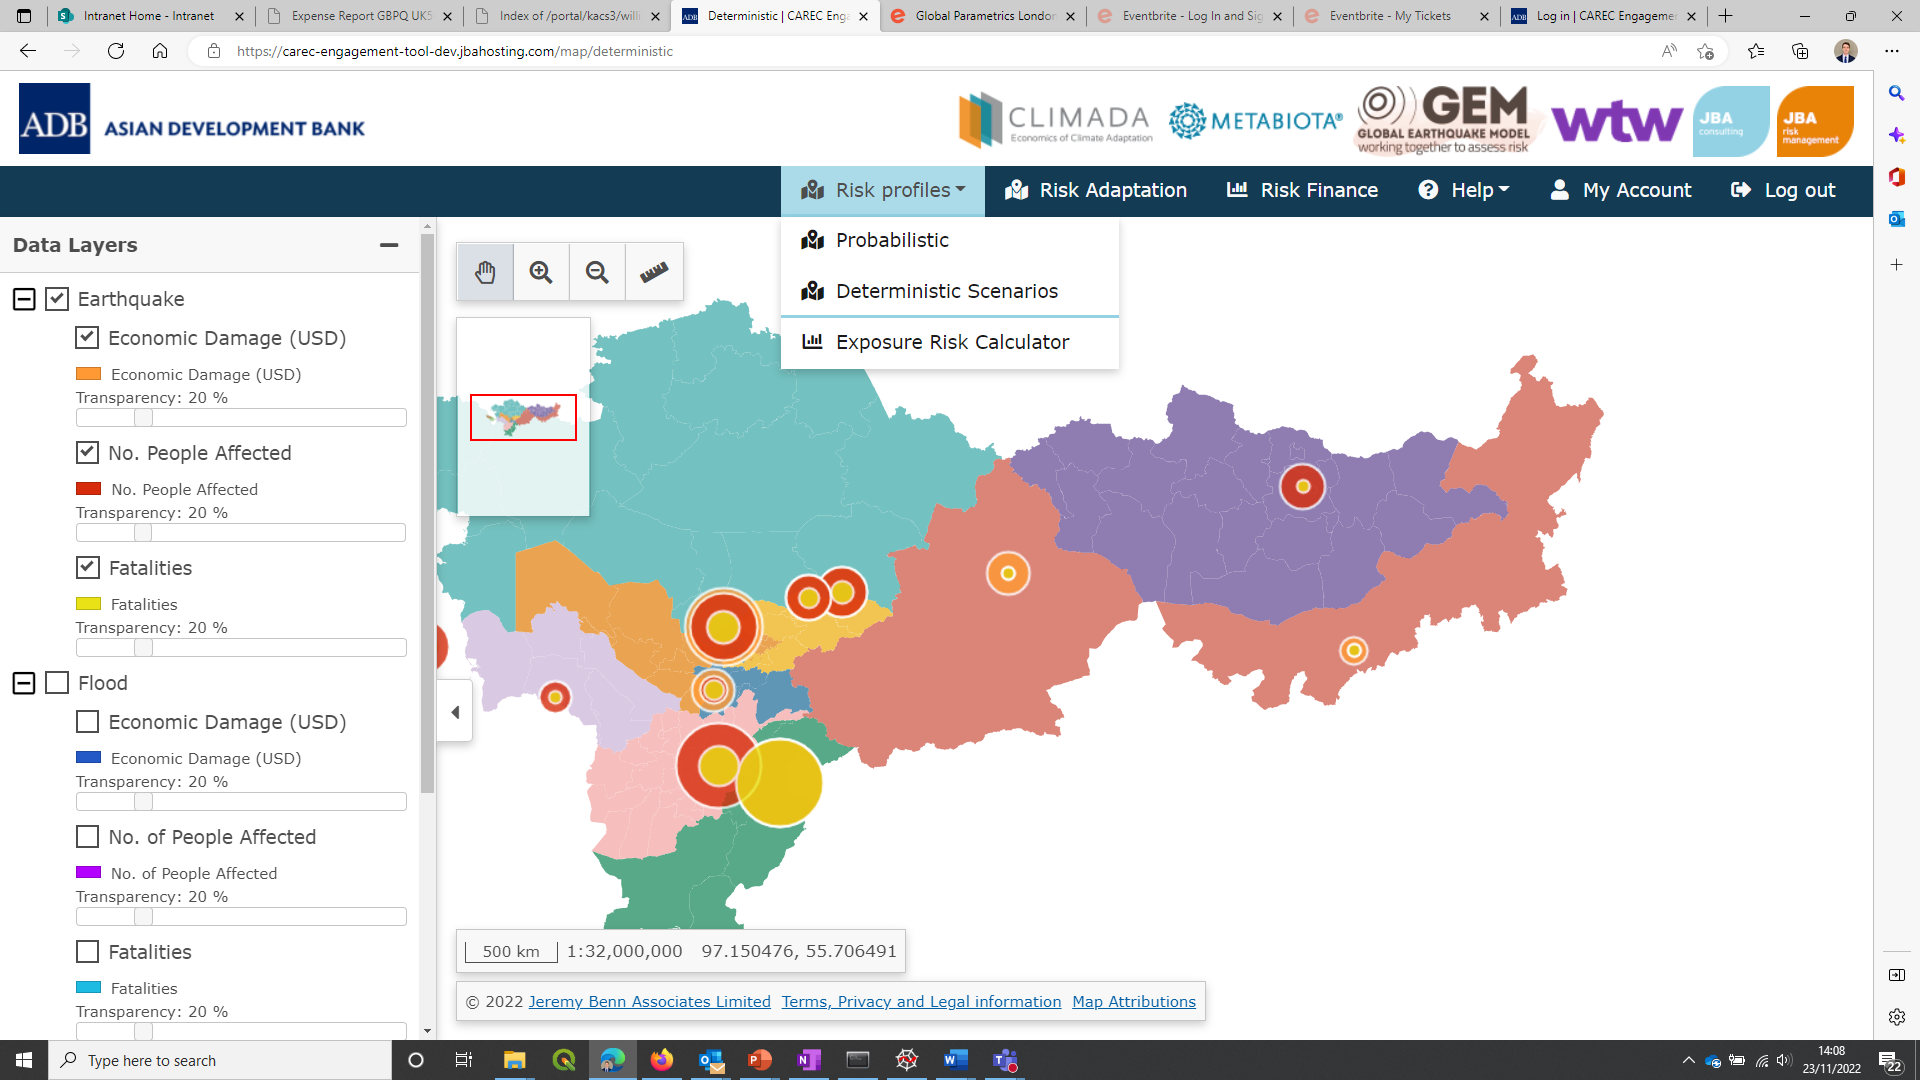 Intranet Home - Intranet
Expense Report GBPQ UKS
Index of /portal/kacs3/willi
ADB Deterministic | CAREC Enga
Global Parametrics London
Eventbrite - Log In and Sig
Eventbrite - My Tickets
ADB Log in | CAREC Engageme
https://carec-engagement-tool-dev.jbahosting.com/map/deterministic
ADB ASIAN DEVELOPMENT BANK
CLIMADA
Economics of Climate Adaptation
METABIOTA®
GEM
GLOBAL EARTHQUAKE MODEL
working together to assess risk
wtw
JBA
consulting
JBA
risk
management
Risk profiles
Risk Adaptation
Risk Finance
Help
My Account
Log out
Probabilistic
Deterministic Scenarios
Exposure Risk Calculator
Data Layers
Earthquake
Economic Damage (USD)
Economic Damage (USD)
Transparency: 20 %
No. People Affected
No. People Affected
Transparency: 20 %
Fatalities
Fatalities
Transparency: 20 %
Flood
Economic Damage (USD)
Economic Damage (USD)
Transparency: 20 %
No. of People Affected
No. of People Affected
Transparency: 20 %
Fatalities
Fatalities
Transparency: 20 %
500 km 1:32,000,000 97.150476, 55.706491
© 2022 Jeremy Benn Associates Limited Terms, Privacy and Legal information Map Attributions
Type here to search
14:08
23/11/2022
22